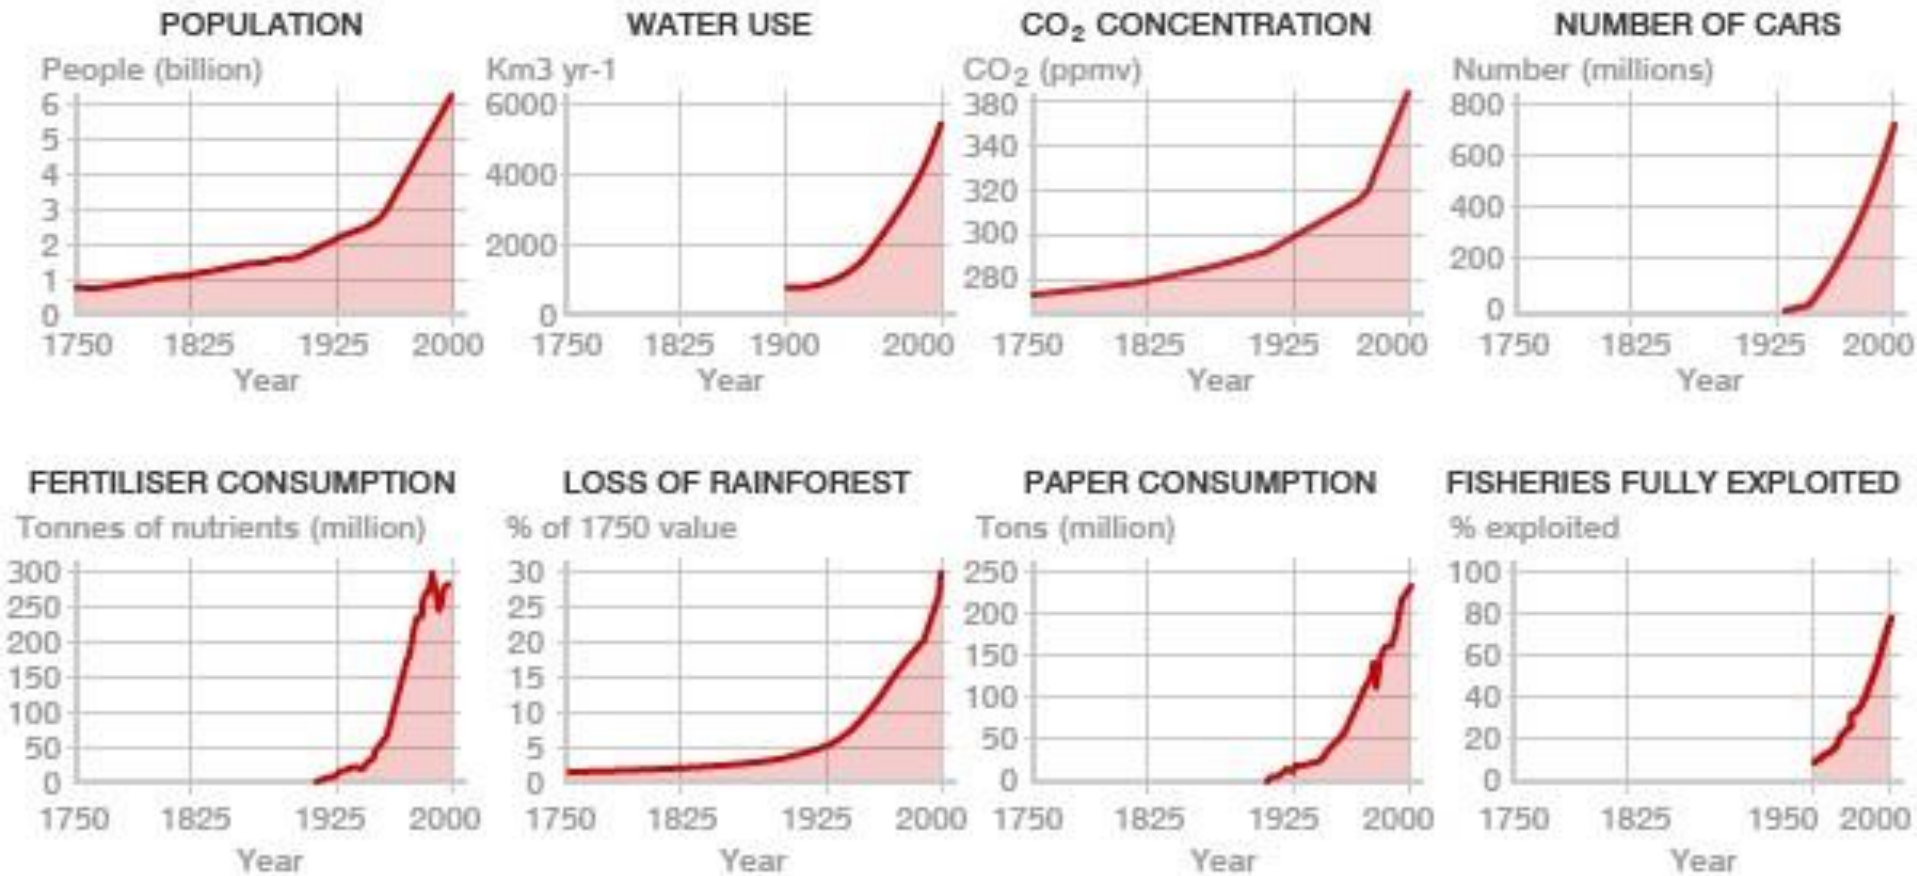 POPULATION
People (billion)
6
5
4
3
2
1
0
1750 1825 1925 2000
Year
WATER USE
Km3 yr-1
6000
4000
2000
0
1750 1825 1900 2000
Year
CO₂ CONCENTRATION
CO₂ (ppmv)
380
340
320
300
280
1750 1825 1925 2000
Year
NUMBER OF CARS
Number (millions)
800
600
400
200
0
1750 1825 1925 2000
Year
FERTILISER CONSUMPTION
Tonnes of nutrients (million)
300
250
200
150
100
50
0
1750 1825 1925 2000
Year
LOSS OF RAINFOREST
% of 1750 value
30
25
20
15
10
5
0
1750 1825 1925 2000
Year
PAPER CONSUMPTION
Tons (million)
250
200
150
100
50
0
1750 1825 1925 2000
Year
FISHERIES FULLY EXPLOITED
% exploited
100
80
60
40
20
0
1750 1825 1950 2000
Year